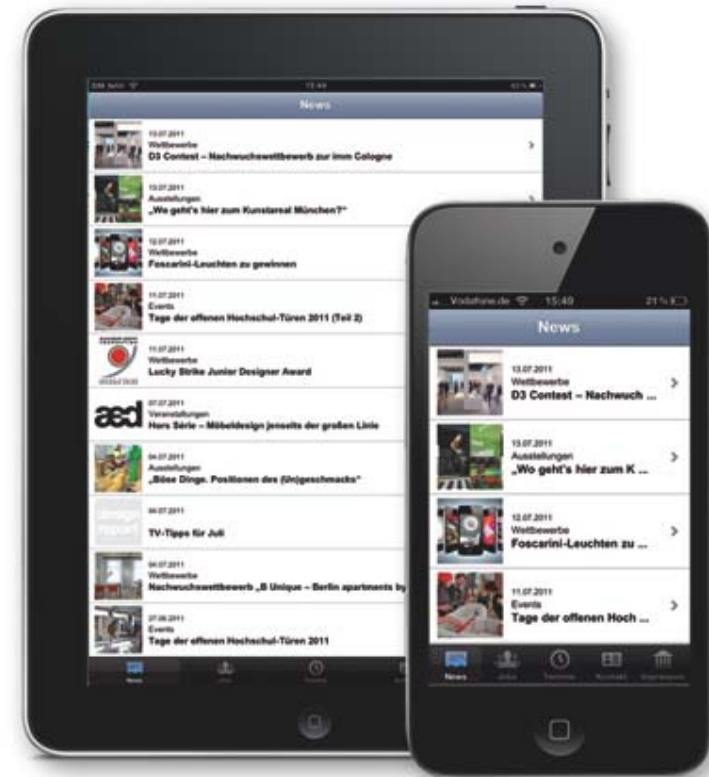 15:49
News
13.07.2011
Wettbewerbe
D3 Contest – Nachwuchswettbewerb zur imm Cologne
13.07.2011
Ausstellungen
„Wo geht's hier zum Kunstareal München?“
12.07.2011
Wettbewerbe
Foscarini-Leuchten zu gewinnen
11.07.2011
Events
Tage der offenen Hochschul-Türen 2011 (Teil 2)
11.07.2011
Wettbewerbe
Lucky Strike Junior Designer Award
aed
07.07.2011
Veranstaltungen
Hors Série – Möbeldesign jenseits der großen Linie
04.07.2011
Ausstellungen
„Böse Dinge. Positionen des (Un)geschmacks“
design
report
04.07.2011
TV-Tipps für Juli
04.07.2011
Wettbewerbe
Nachwuchswettbewerb „B Unique – Berlin apartments by
27.06.2011
Events
Tage der offenen Hochschul-Türen 2011
News
Jobs
Termine
Vodafone.de 15:49 21 %
News
13.07.2011
Wettbewerbe
D3 Contest – Nachwuch ...
13.07.2011
Ausstellungen
„Wo geht's hier zum K ...
12.07.2011
Wettbewerbe
Foscarini-Leuchten zu ...
11.07.2011
Events
Tage der offenen Hoch ...
News Jobs Termine Kontakt Impressum